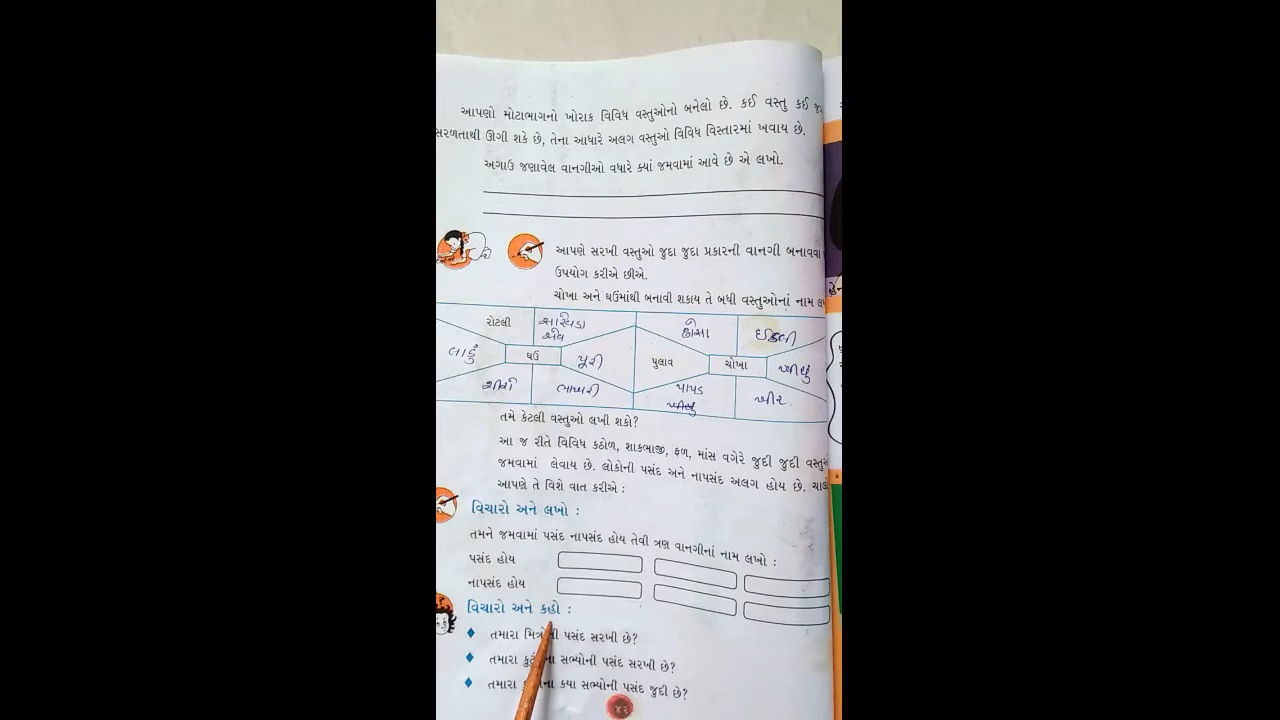 આપણો મોટાભાગનો ખોરાક વિવિધ વસ્તુઓનો બનેલો છે. કઈ વસ્તુ કઈ
સરળતાથી ઊગી શકે છે, તેના આધારે અલગ વસ્તુઓ વિવિધ વિસ્તારમાં ખવાય છે.
અગાઉ જણાવેલ વાનગીઓ વધારે ક્યાં જમવામાં આવે છે એ લખો.
આપણે સરખી વસ્તુઓ જુદા જુદા પ્રકારની વાનગી બનાવવા
ઉપયોગ કરીએ છીએ.
ચોખા અને ઘઉંમાંથી બનાવી શકાય તે બધી વસ્તુઓનાં નામ
રોટલી સેવ ઢોસા ઈડલી
લાડું ઘઉં પૂરી પુલાવ ચોખા ખીચું
શીરો ભાખરી પાપડ ખીર
તમે કેટલી વસ્તુઓ લખી શકો?
આ જ રીતે વિવિધ કઠોળ, શાકભાજી, ફળ, માંસ વગેરે જુદી જુદી
જમવામાં લેવાય છે. લોકોની પસંદ અને નાપસંદ અલગ હોય છે.
આપણે તે વિશે વાત કરીએ :
વિચારો અને લખો :
તમને જમવામાં પસંદ નાપસંદ હોય તેવી ત્રણ વાનગીનાં નામ લખો :
પસંદ હોય
નાપસંદ હોય
વિચારો અને કહો :
તમારા પસંદ સરખી છે?
તમારા સભ્યોની પસંદ સરખી છે?
તમારા કયા સભ્યોની પસંદ જુદી છે?
૪૨